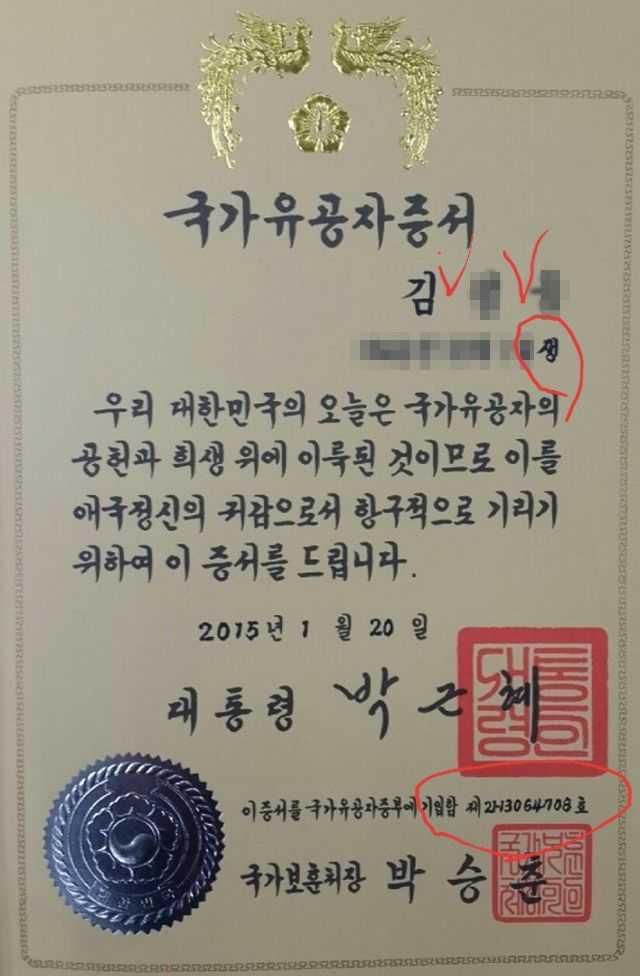 국가유공자증서
김
생
우리 대한민국의 오늘은 국가유공자의
공헌과 희생 위에 이룩된 것이므로 이를
애국정신의 귀감으로서 항구적으로 기리기
위하여 이 증서를 드립니다.
2015년 1월 20일
대통령 박근혜
이증서를 국가유공자증부에 기입함 제 21-13064708호
국가보훈처장 박승춘